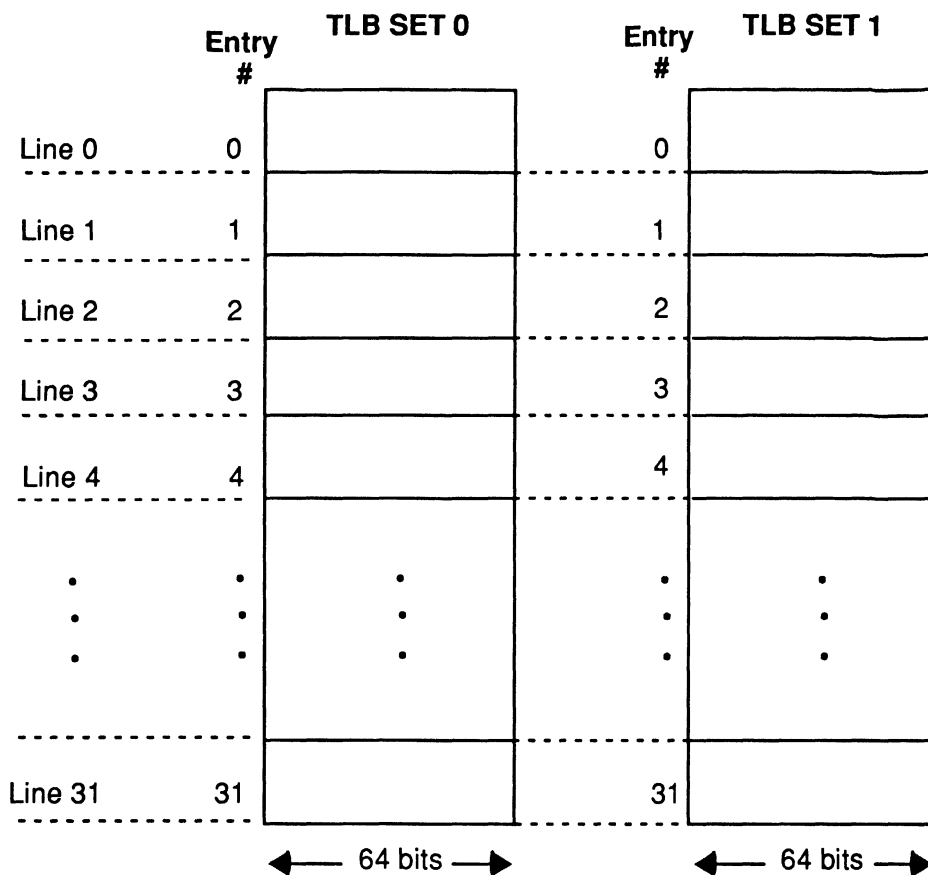 TLB SET 0 TLB SET 1
Entry # Entry #
Line 0 0 0
Line 1 1 1
Line 2 2 2
Line 3 3 3
Line 4 4 4
Line 31 31 31
64 bits 64 bits